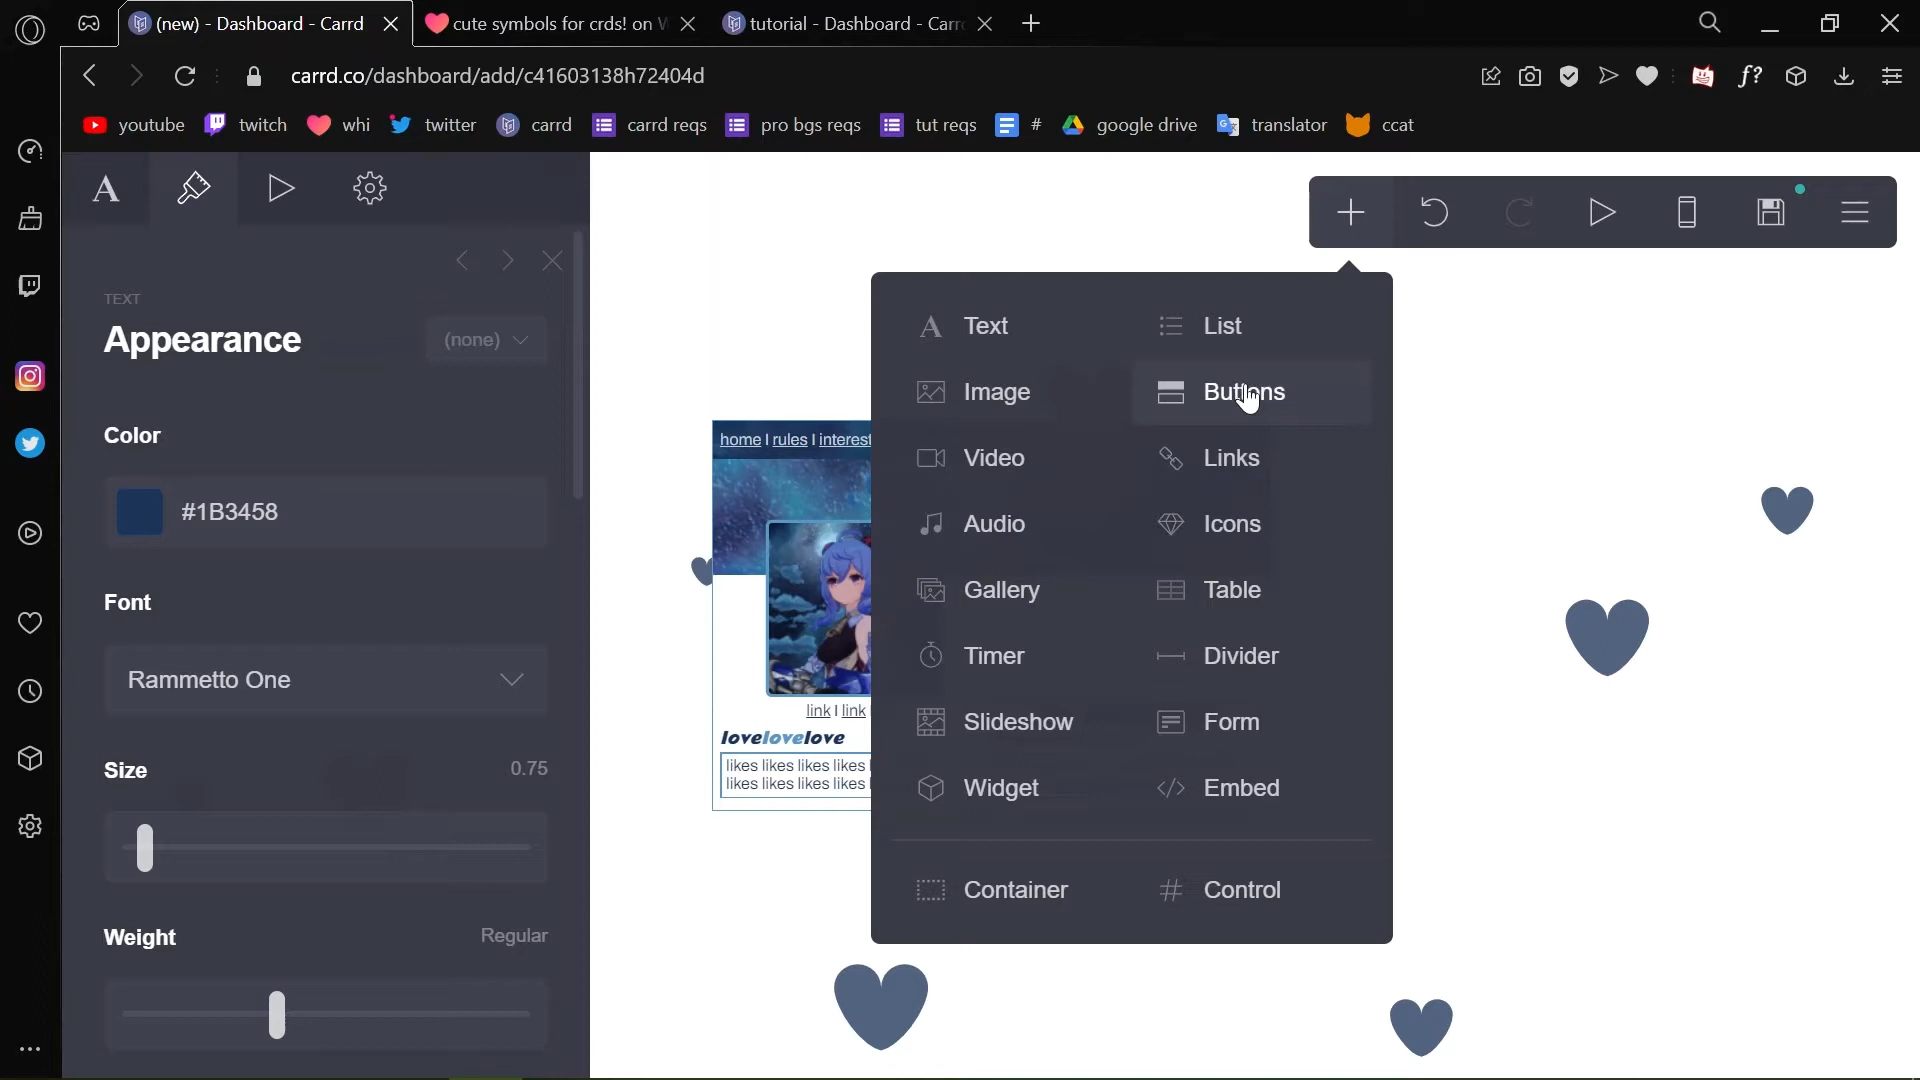 (new) - Dashboard - Carrd
cute symbols for crds! on W
tutorial - Dashboard - Carrd
carrd.co/dashboard/add/c41603138h72404d
f?
youtube
twitch
whi
twitter
carrd
carrd reqs
pro bgs reqs
tut reqs
#
google drive
translator
ccat
TEXT
Appearance
(none)
Color
#1B3458
Font
Rammetto One
Size
0.75
Weight
Regular
home I rules I interest
link I link
lovelovelove
likes likes likes likes
likes likes likes likes
Text
List
Image
Buttons
Video
Links
Audio
Icons
Gallery
Table
Timer
Divider
Slideshow
Form
Widget
Embed
Container
Control